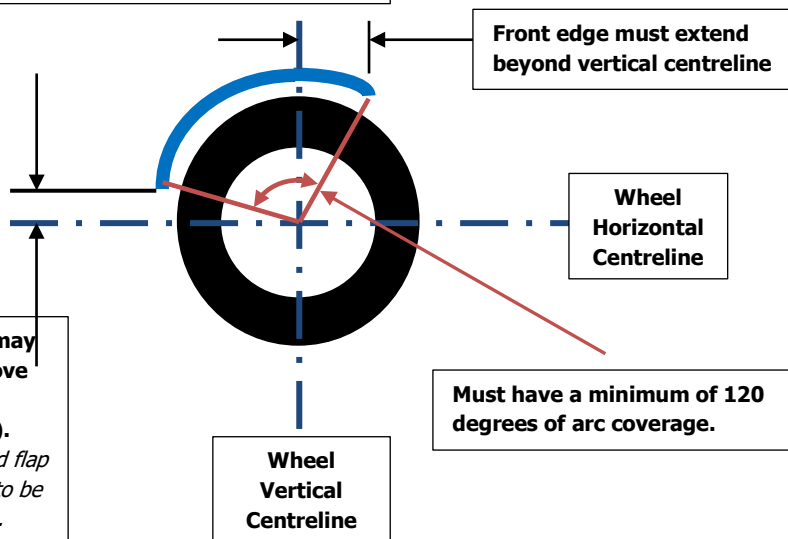 Front edge must extend
beyond vertical centreline
Wheel
Horizontal
Centreline
may
).
flap
to be
.
Must have a minimum of 120
degrees of arc coverage.
Wheel
Vertical
Centreline